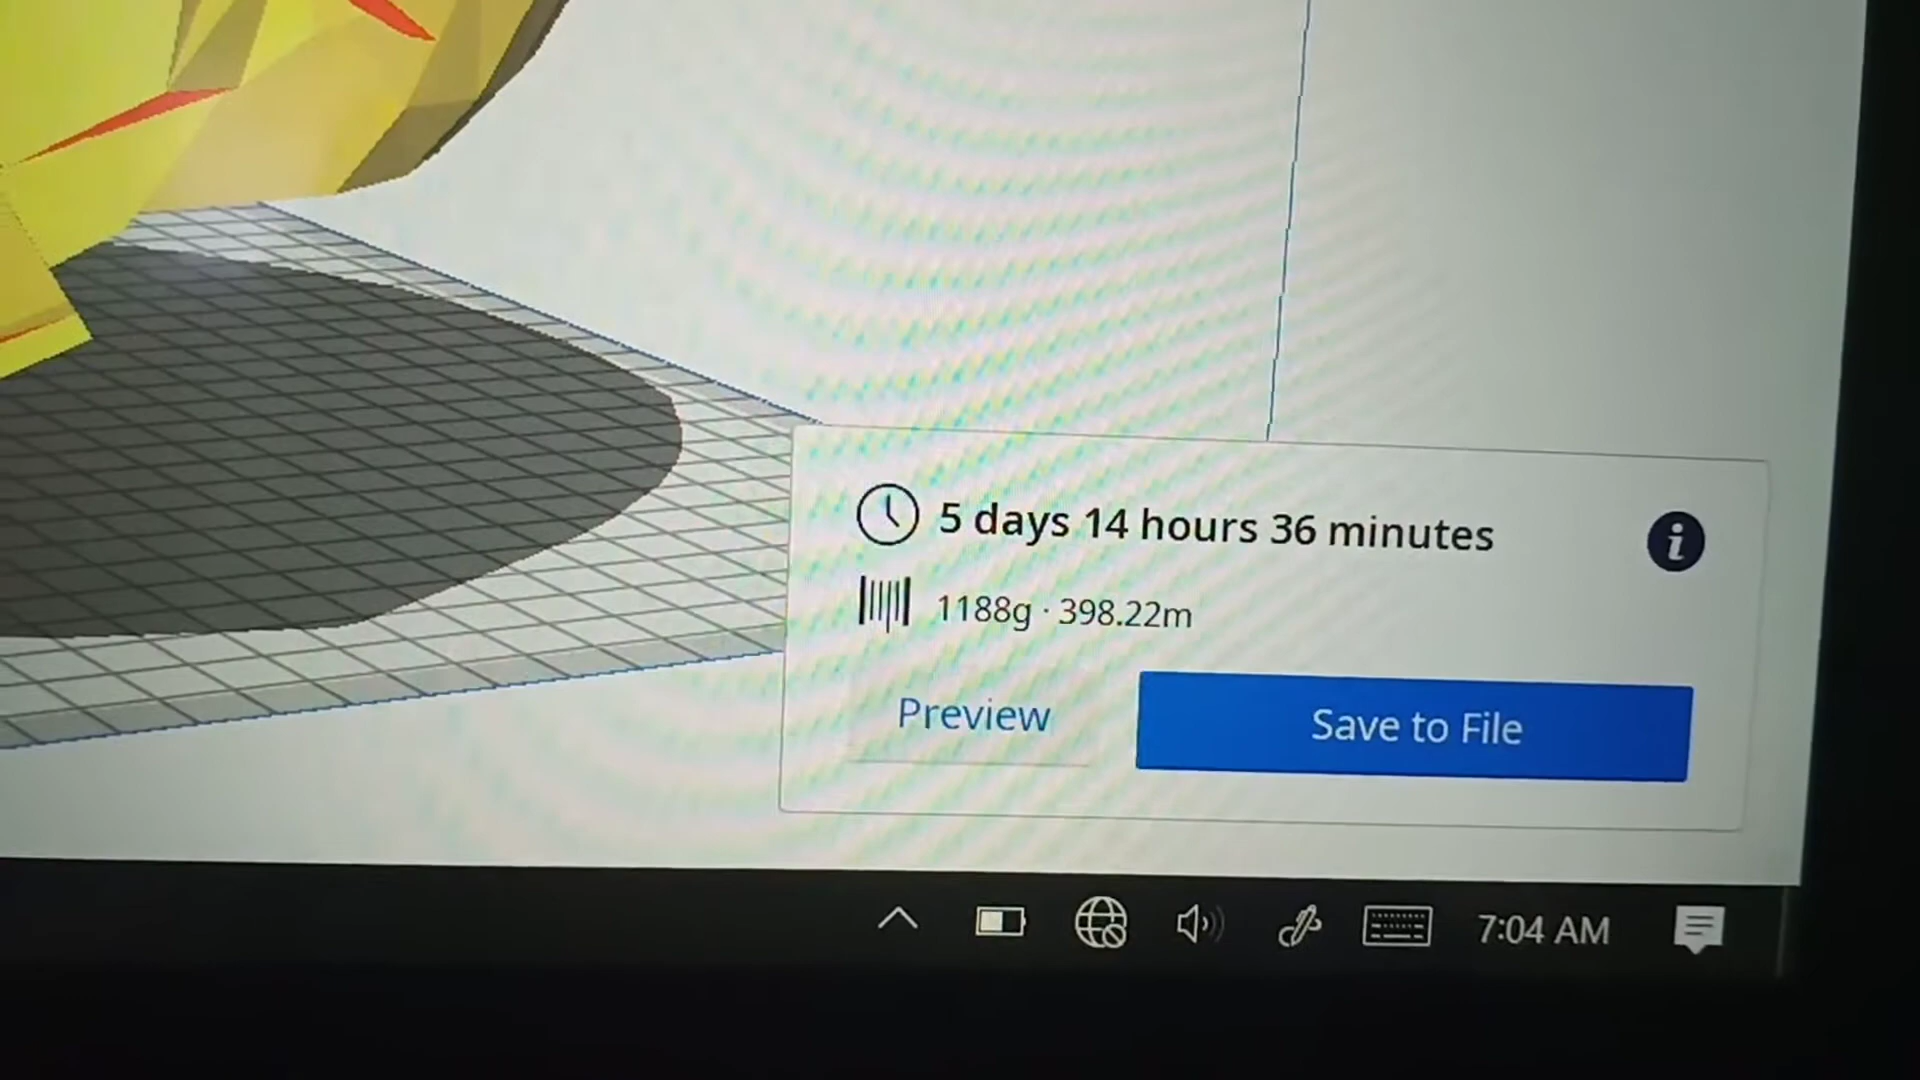 5 days 14 hours 36 minutes
i
1188g · 398.22m
Preview
Save to File
7:04 AM